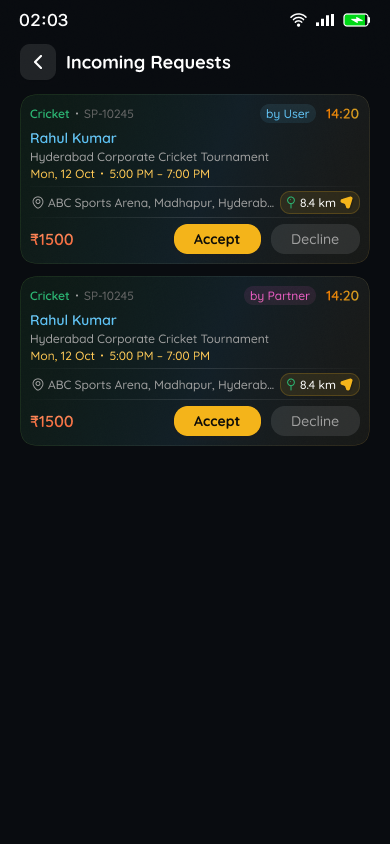 02:03
Incoming Requests
Cricket • SP-10245 by User 14:20
Rahul Kumar
Hyderabad Corporate Cricket Tournament
Mon, 12 Oct • 5:00 PM – 7:00 PM
ABC Sports Arena, Madhapur, Hyderab... 8.4 km
₹1500 Accept Decline
Cricket • SP-10245 by Partner 14:20
Rahul Kumar
Hyderabad Corporate Cricket Tournament
Mon, 12 Oct • 5:00 PM – 7:00 PM
ABC Sports Arena, Madhapur, Hyderab... 8.4 km
₹1500 Accept Decline